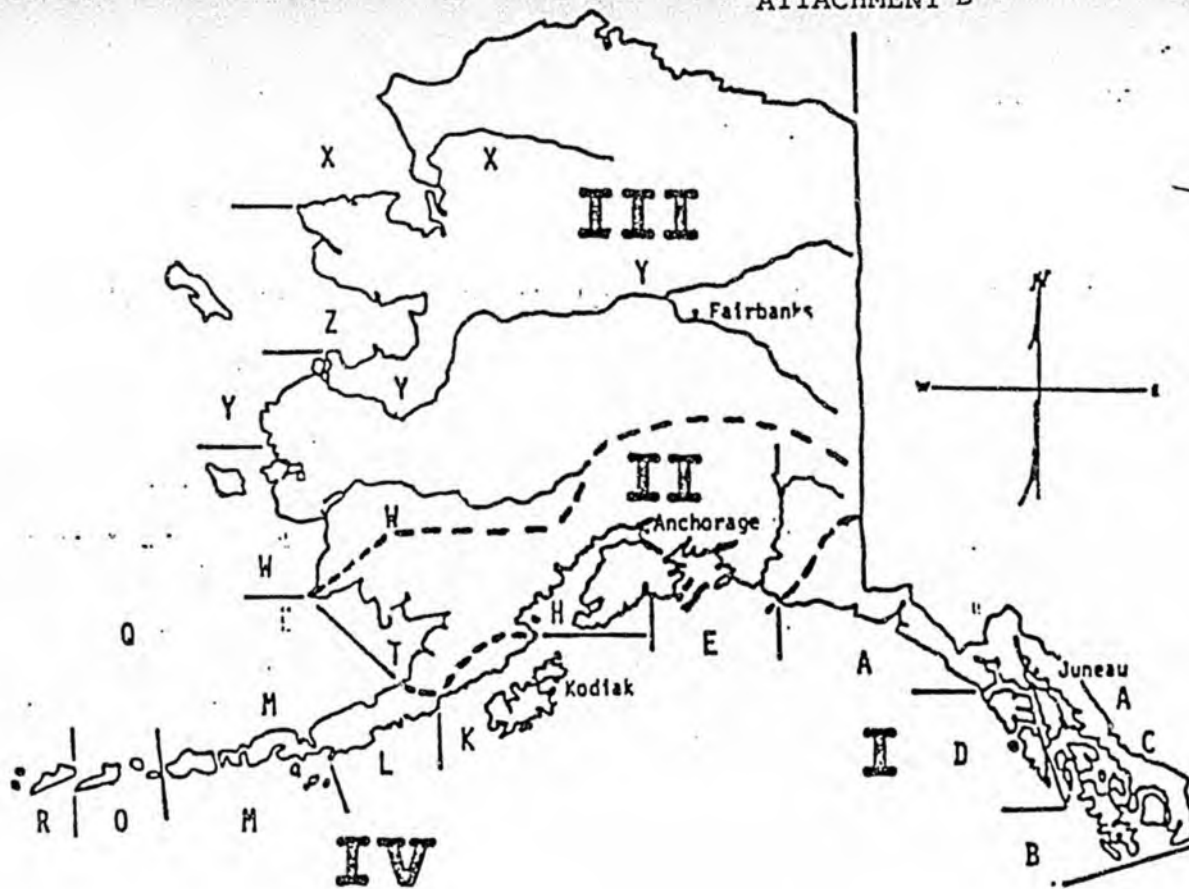 ATTACHMENT B
X
X
III
Y
Fairbanks
Z
Y
Y
N
W
E
II
Anchorage
W
W
H
E
Q
T
Kodiak
A
Juneau
A
M
K
L
I
D
C
R
O
M
IV
B